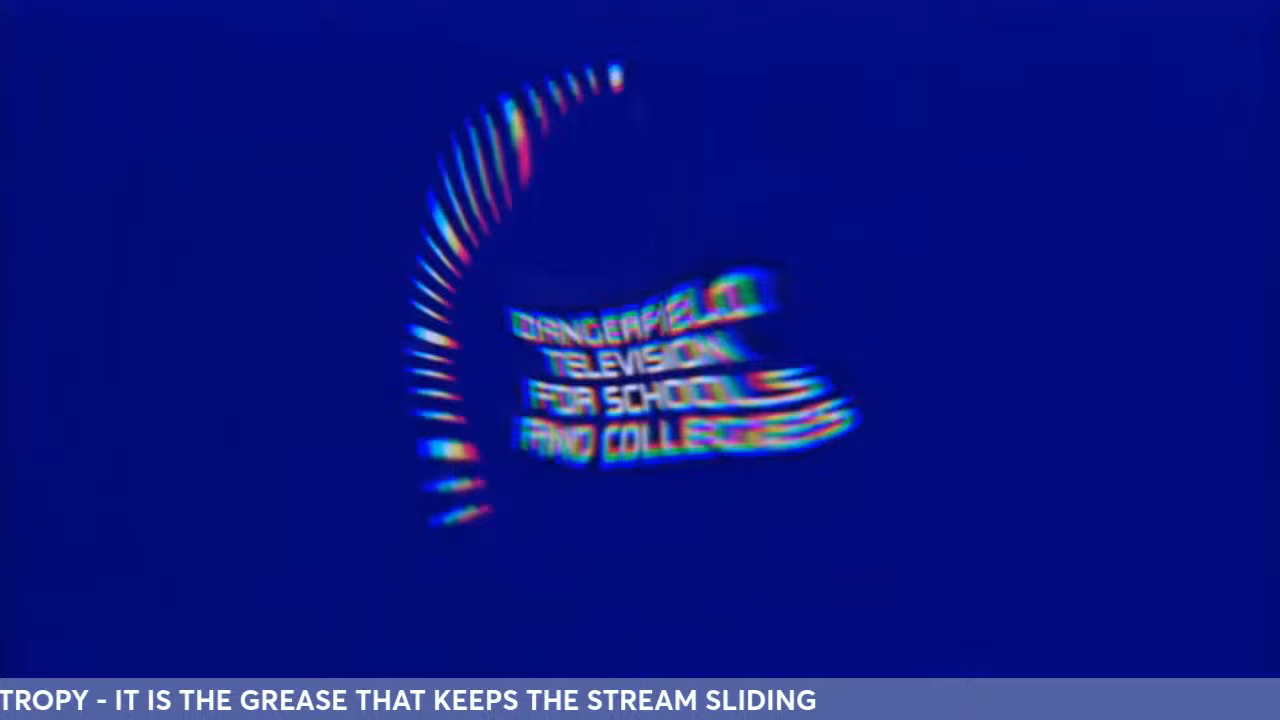 DANGERFIELD
TELEVISION
FOR SCHOOLS
AND COLLEGES
TROPY - IT IS THE GREASE THAT KEEPS THE STREAM SLIDING